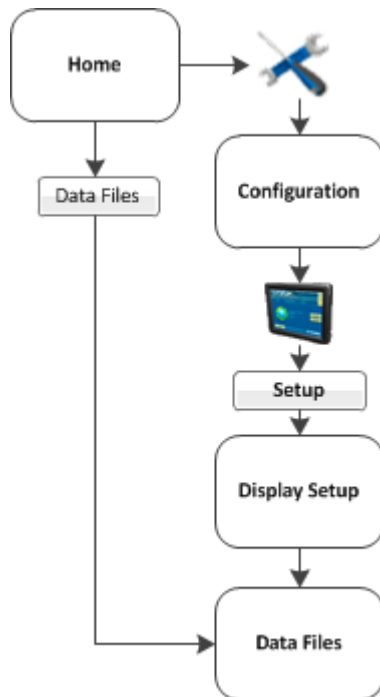 Home
Data Files
Configuration
Setup
Display Setup
Data Files